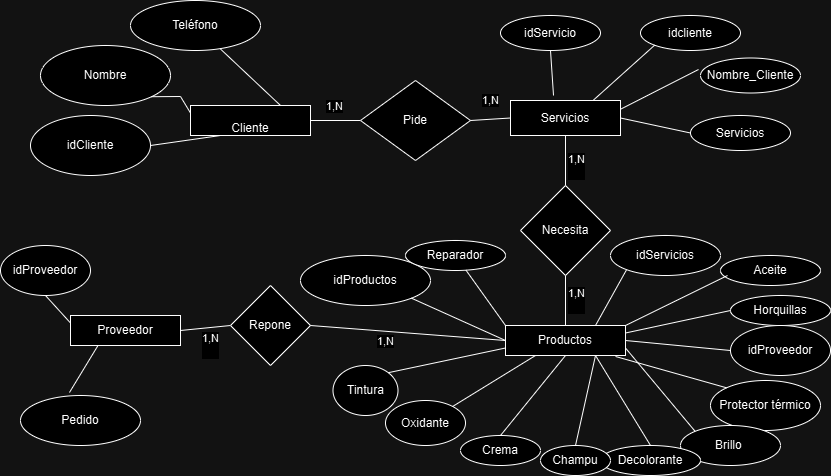 Teléfono
idServicio
idcliente
Nombre
Nombre_Cliente
1,N
1,N
Cliente
Pide
Servicios
Servicios
idCliente
1,N
Necesita
Reparador
idServicios
idProveedor
idProductos
Aceite
1,N
Horquillas
Proveedor
Repone
1,N
1,N
Productos
idProveedor
Tintura
Protector térmico
Pedido
Oxidante
Crema
Champu
Decolorante
Brillo